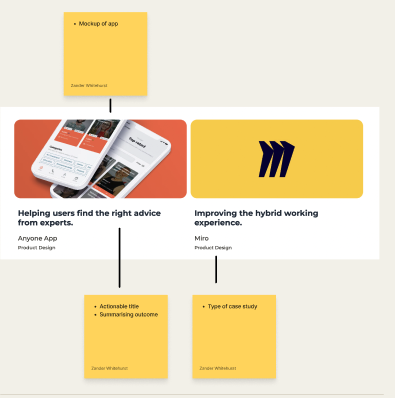 • Mockup of app
Zander Whitehurst
Helping users find the right advice
from experts.
Anyone App
Product Design
Improving the hybrid working
experience.
Miro
Product Design
• Actionable title
• Summarising outcome
Zander Whitehurst
• Type of case study
Zander Whitehurst